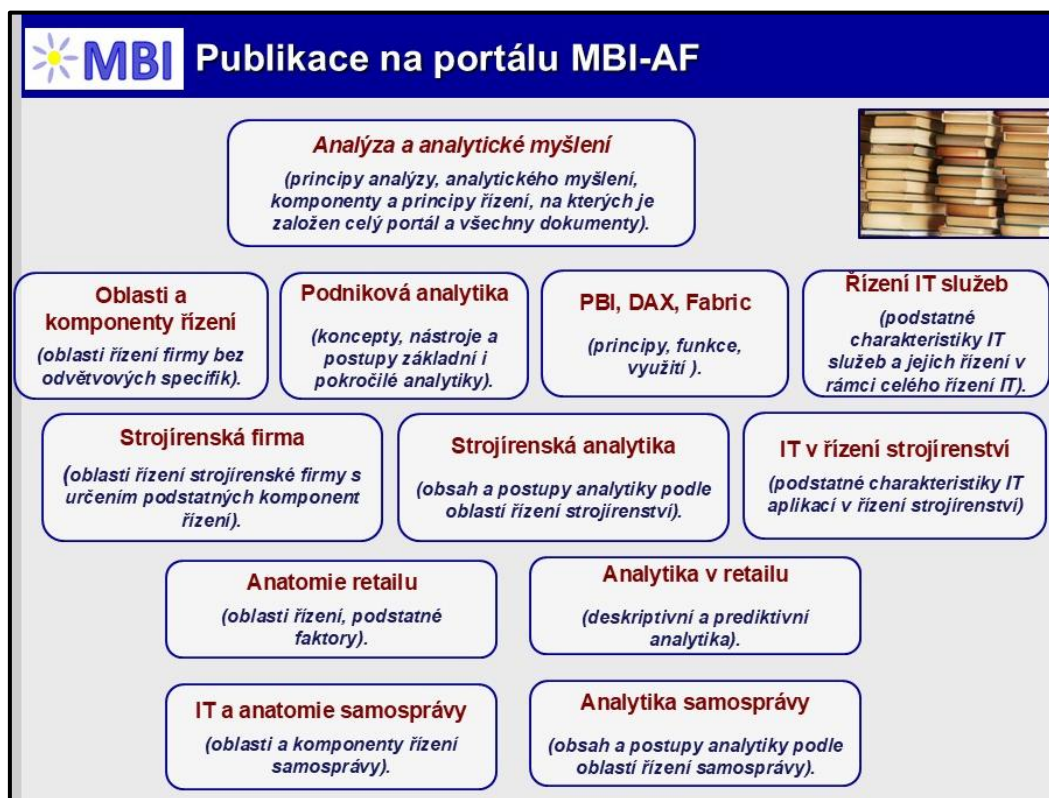 MBI Publikace na portálu MBI-AF
Analýza a analytické myšlení
(principy analýzy, analytického myšlení,
komponenty a principy řízení, na kterých je
založen celý portál a všechny dokumenty).
Oblasti a
komponenty řízení
(oblasti řízení firmy bez
odvětvových specifik).
Podniková analytika
(koncepty, nástroje a
postupy základní i
pokročilé analytiky).
PBI, DAX, Fabric
(principy, funkce,
využití ).
Řízení IT služeb
(podstatné
charakteristiky IT
služeb a jejich řízení v
rámci celého řízení IT).
Strojírenská firma
(oblasti řízení strojírenské firmy s
určením podstatných komponent
řízení).
Strojírenská analytika
(obsah a postupy analytiky podle
oblastí řízení strojírenství).
IT v řízení strojírenství
(podstatné charakteristiky IT
aplikací v řízení strojírenství)
Anatomie retailu
(oblasti řízení, podstatné
faktory).
Analytika v retailu
(deskriptivní a prediktivní
analytika).
IT a anatomie samosprávy
(oblasti a komponenty řízení
samosprávy).
Analytika samosprávy
(obsah a postupy analytiky podle
oblastí řízení samosprávy).